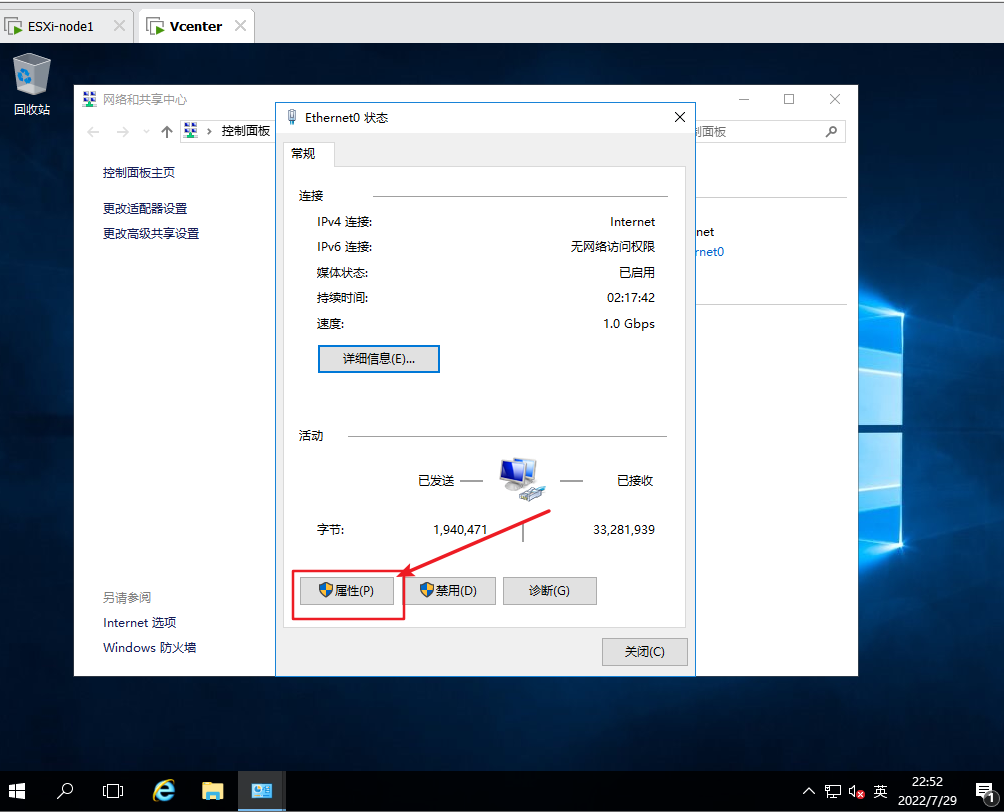 ESXi-node1
Vcenter
回收站
网络和共享中心
控制面板
制面板
控制面板主页
更改适配器设置
更改高级共享设置
net
rnet0
Ethernet0 状态
常规
连接
IPv4 连接: Internet
IPv6 连接: 无网络访问权限
媒体状态: 已启用
持续时间: 02:17:42
速度: 1.0 Gbps
详细信息(E)...
活动
已发送 已接收
字节: 1,940,471 33,281,939
属性(P) 禁用(D) 诊断(G)
关闭(C)
另请参阅
Internet 选项
Windows 防火墙
英
22:52
2022/7/29
1